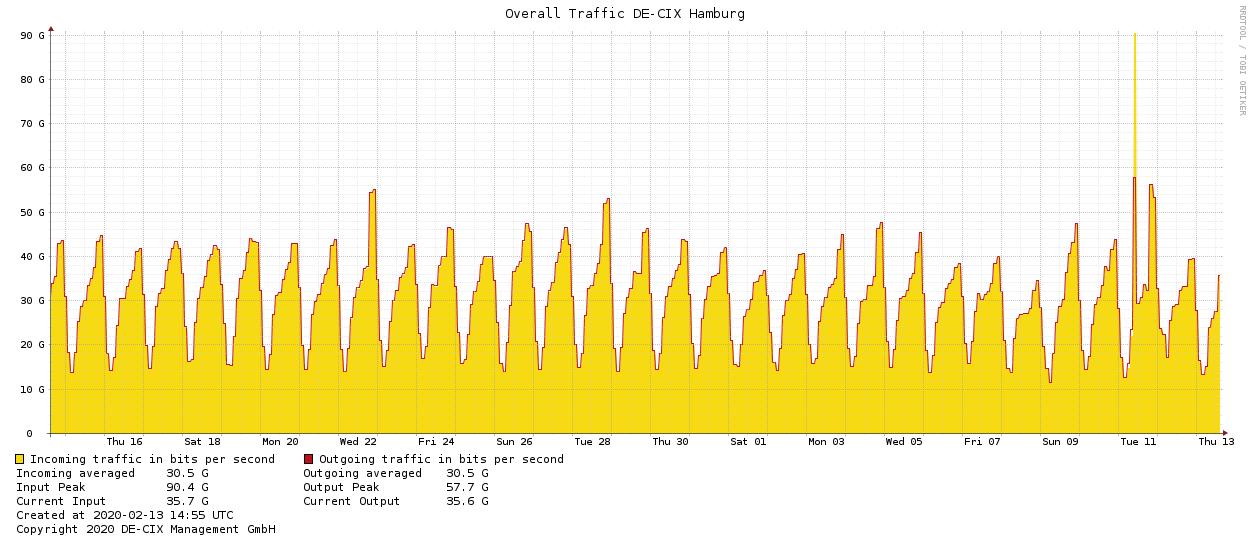 Overall Traffic DE-CIX Hamburg
RRDTOOL / TOBI OETIKER
90 G
80 G
70 G
60 G
50 G
40 G
30 G
20 G
10 G
0
Thu 16 Sat 18 Mon 20 Wed 22 Fri 24 Sun 26 Tue 28 Thu 30 Sat 01 Mon 03 Wed 05 Fri 07 Sun 09 Tue 11 Thu 13
Incoming traffic in bits per second Outgoing traffic in bits per second
Incoming averaged 30.5 G Outgoing averaged 30.5 G
Input Peak 90.4 G Output Peak 57.7 G
Current Input 35.7 G Current Output 35.6 G
Created at 2020-02-13 14:55 UTC
Copyright 2020 DE-CIX Management GmbH